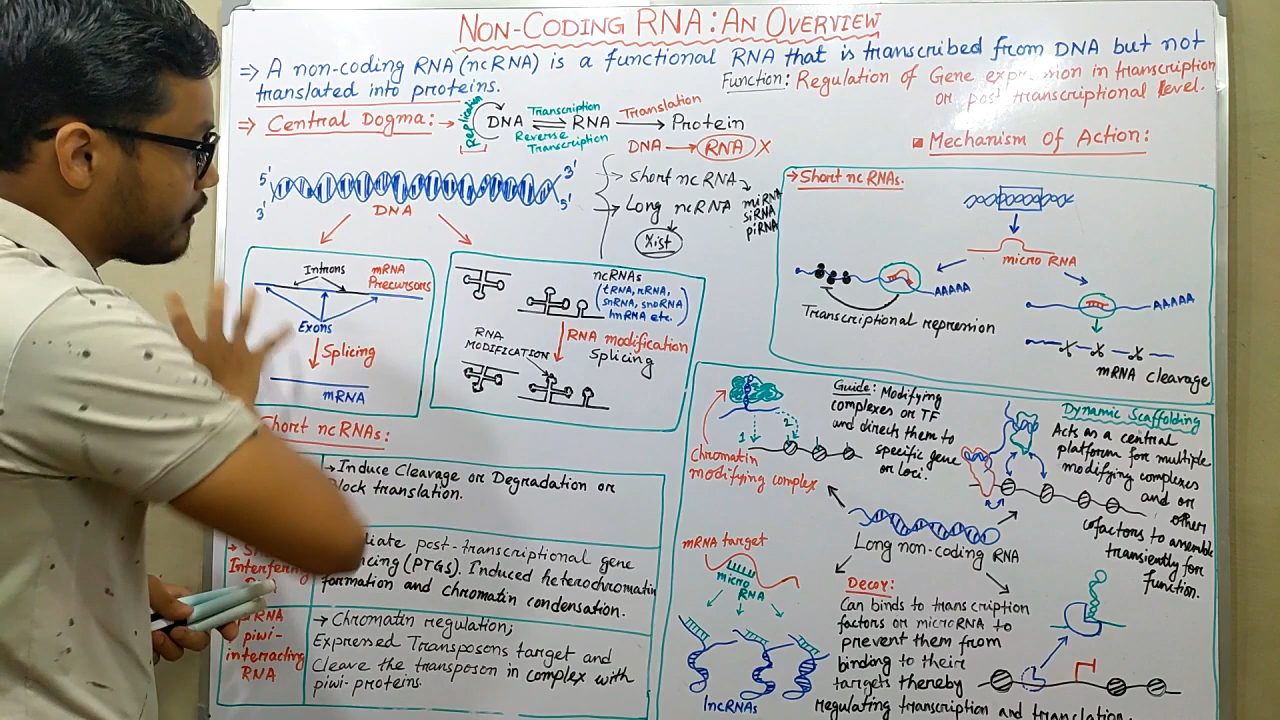 NON-CODING RNA: AN OVERVIEW
⇒ A non-coding RNA (ncRNA) is a functional RNA that is transcribed from DNA but not
translated into proteins.
Function: Regulation of Gene in transcription
or post transcriptional level.
⇒ Central Dogma: →
Replication
DNA
Transcription
Reverse
Transcription
RNA
Translation
Protein
DNA → RNA X
→ Short ncRNA
→ Long ncRNA
miRNA
siRNA
piRNA
Xist
5' 3'
3' 5'
DNA
Introns
mRNA
Precursors
Exons
Splicing
mRNA
ncRNAs
(tRNA, rRNA,
snRNA, snoRNA
hnRNA etc.)
RNA modification
Splicing
RNA
MODIFICATION
Short ncRNAs:
→ Induce Cleavage or Degradation or
Block translation.
Interfering
post-transcriptional gene
(PTGS). Induced heterochromatin
formation and chromatin condensation.
piwi-
interacting
RNA
→ Chromatin regulation;
Expressed Transposons target and
Cleave the transposon in complex with
piwi-proteins.
Mechanism of Action:
→ Short ncRNAs.
micro RNA
AAAAA
Transcriptional repression
AAAAA
mRNA cleavage
Chromatin
modifying complex
1 2
Guide: Modifying
complexes or TF
and direct them to
specific gene
or loci.
Dynamic Scaffolding
Acts as a central
platform for multiple
modifying complexes
and or
other
cofactors to assemble
transiently for
function.
Long non-coding RNA
mRNA target
micro
RNA
lncRNAs
Decoy:
Can binds to transcription
factors or microRNA to
prevent them from
binding to their
targets thereby
regulating transcription and translation.